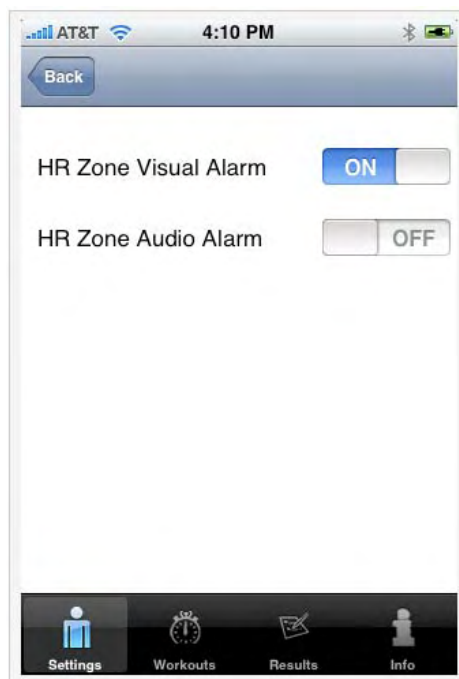 AT&T 4:10 PM
Back
HR Zone Visual Alarm ON
HR Zone Audio Alarm OFF
Settings Workouts Results Info